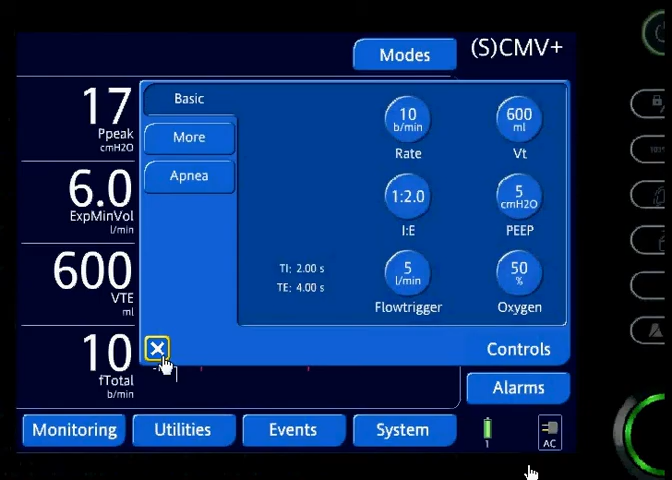 Modes
(S)CMV+
17
Ppeak
cmH2O
6.0
ExpMinVol
l/min
600
VTE
ml
10
fTotal
b/min
Basic
More
Apnea
10
b/min
Rate
600
ml
Vt
1:2.0
I:E
5
cmH2O
PEEP
TI: 2.00 s
TE: 4.00 s
5
l/min
Flowtrigger
50
%
Oxygen
Controls
Alarms
Monitoring
Utilities
Events
System
1
AC